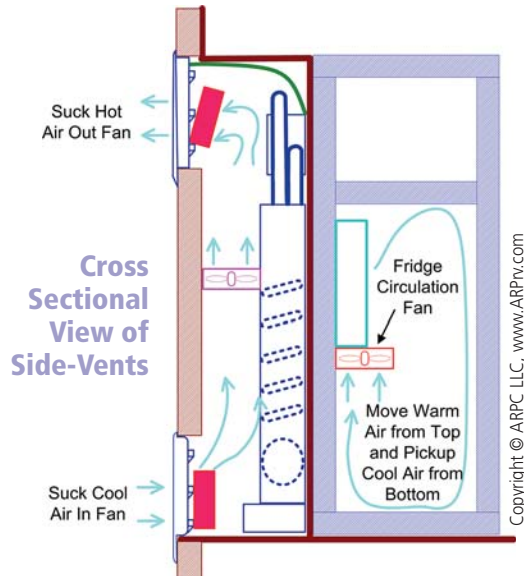 Suck Hot
Air Out Fan
Cross
Sectional
View of
Side-Vents
Suck Cool
Air In Fan
Fridge
Circulation
Fan
Move Warm
Air from Top
and Pickup
Cool Air from
Bottom
Copyright © ARPC LLC, www.ARPrv.com